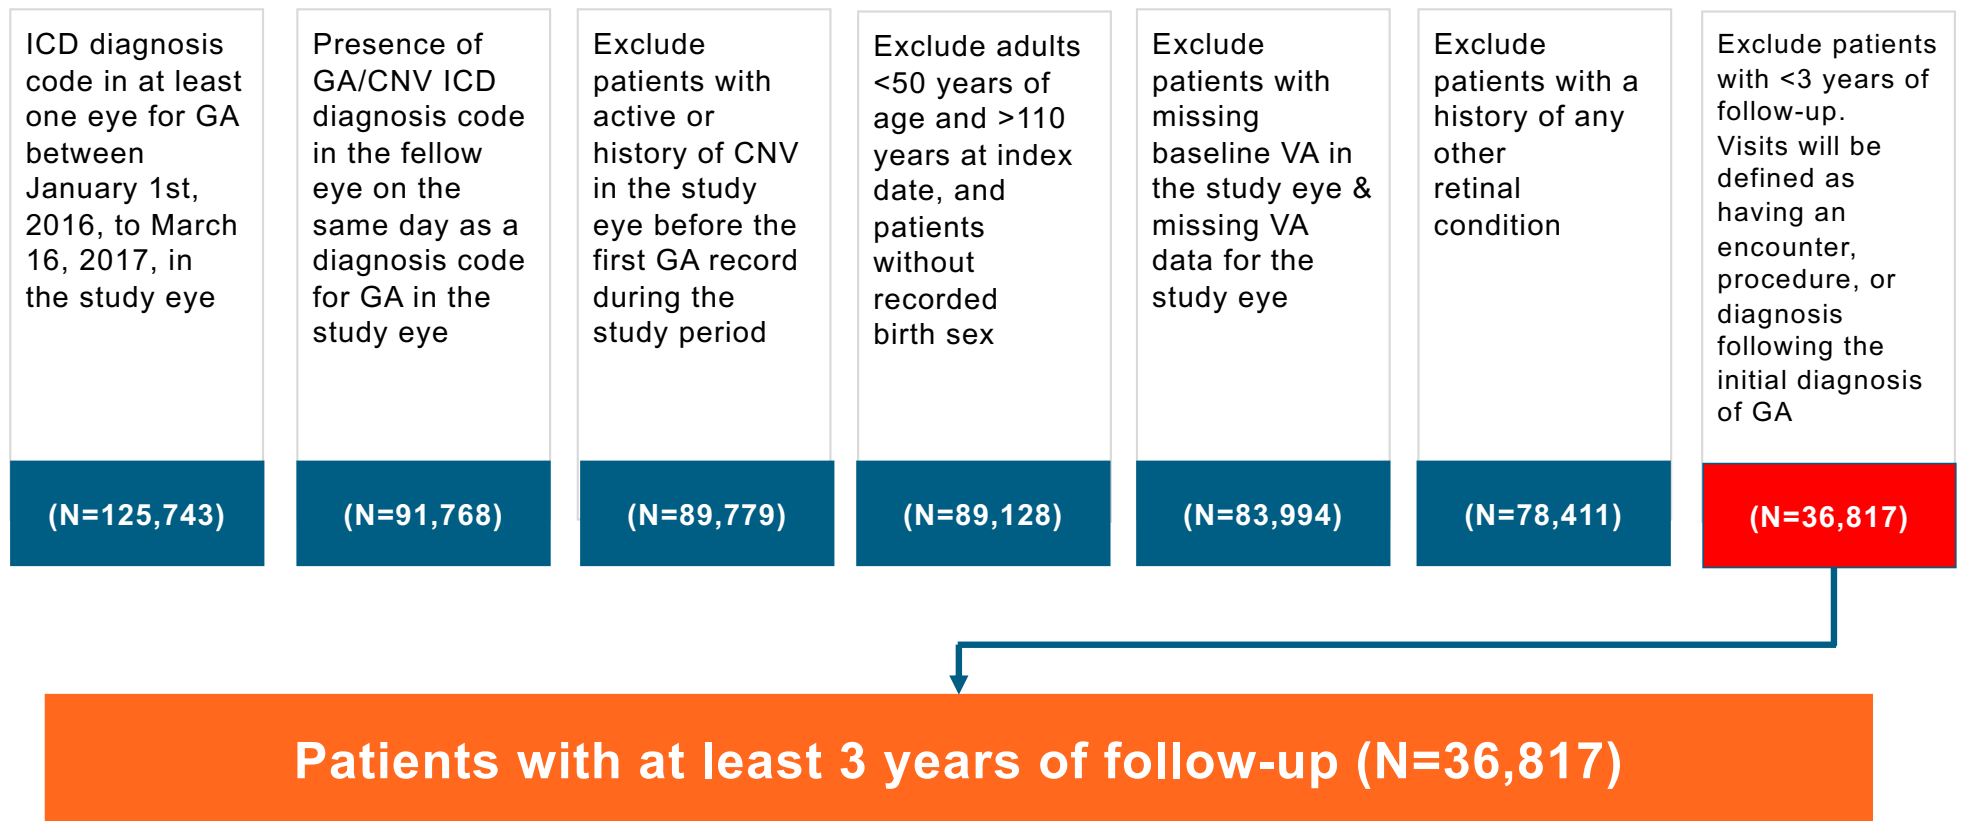 ICD diagnosis
code in at least
one eye for GA
between
January 1st,
2016, to March
16, 2017, in
the study eye
(N=125,743)
Presence of
GA/CNV ICD
diagnosis code
in the fellow
eye on the
same day as a
diagnosis code
for GA in the
study eye
(N=91,768)
Exclude
patients with
active or
history of CNV
in the study
eye before the
first GA record
during the
study period
(N=89,779)
Exclude adults
<50 years of
age and >110
years at index
date, and
patients
without
recorded
birth sex
(N=89,128)
Exclude
patients with
missing
baseline VA in
the study eye &
missing VA
data for the
study eye
(N=83,994)
Exclude
patients with a
history of any
other
retinal
condition
(N=78,411)
Exclude patients
with <3 years of
follow-up.
Visits will be
defined as
having an
encounter,
procedure, or
diagnosis
following the
initial diagnosis
of GA
(N=36,817)
Patients with at least 3 years of follow-up (N=36,817)